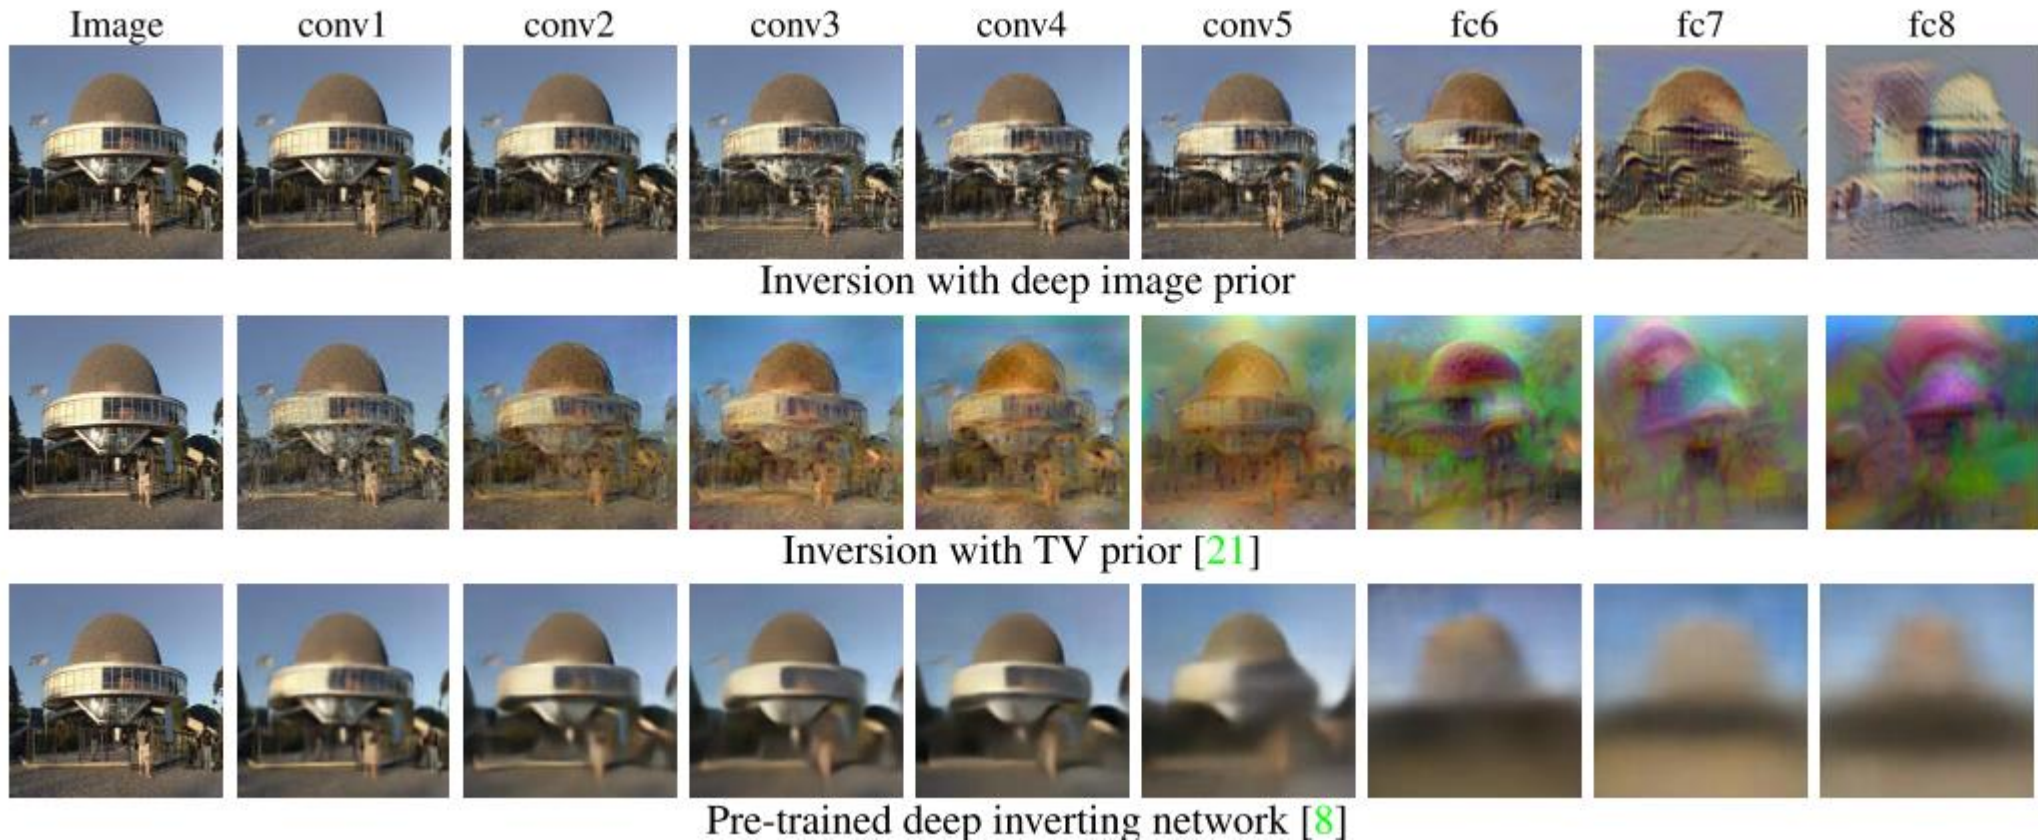 Image conv1 conv2 conv3 conv4 conv5 fc6 fc7 fc8
Inversion with deep image prior
Inversion with TV prior [21]
Pre-trained deep inverting network [8]